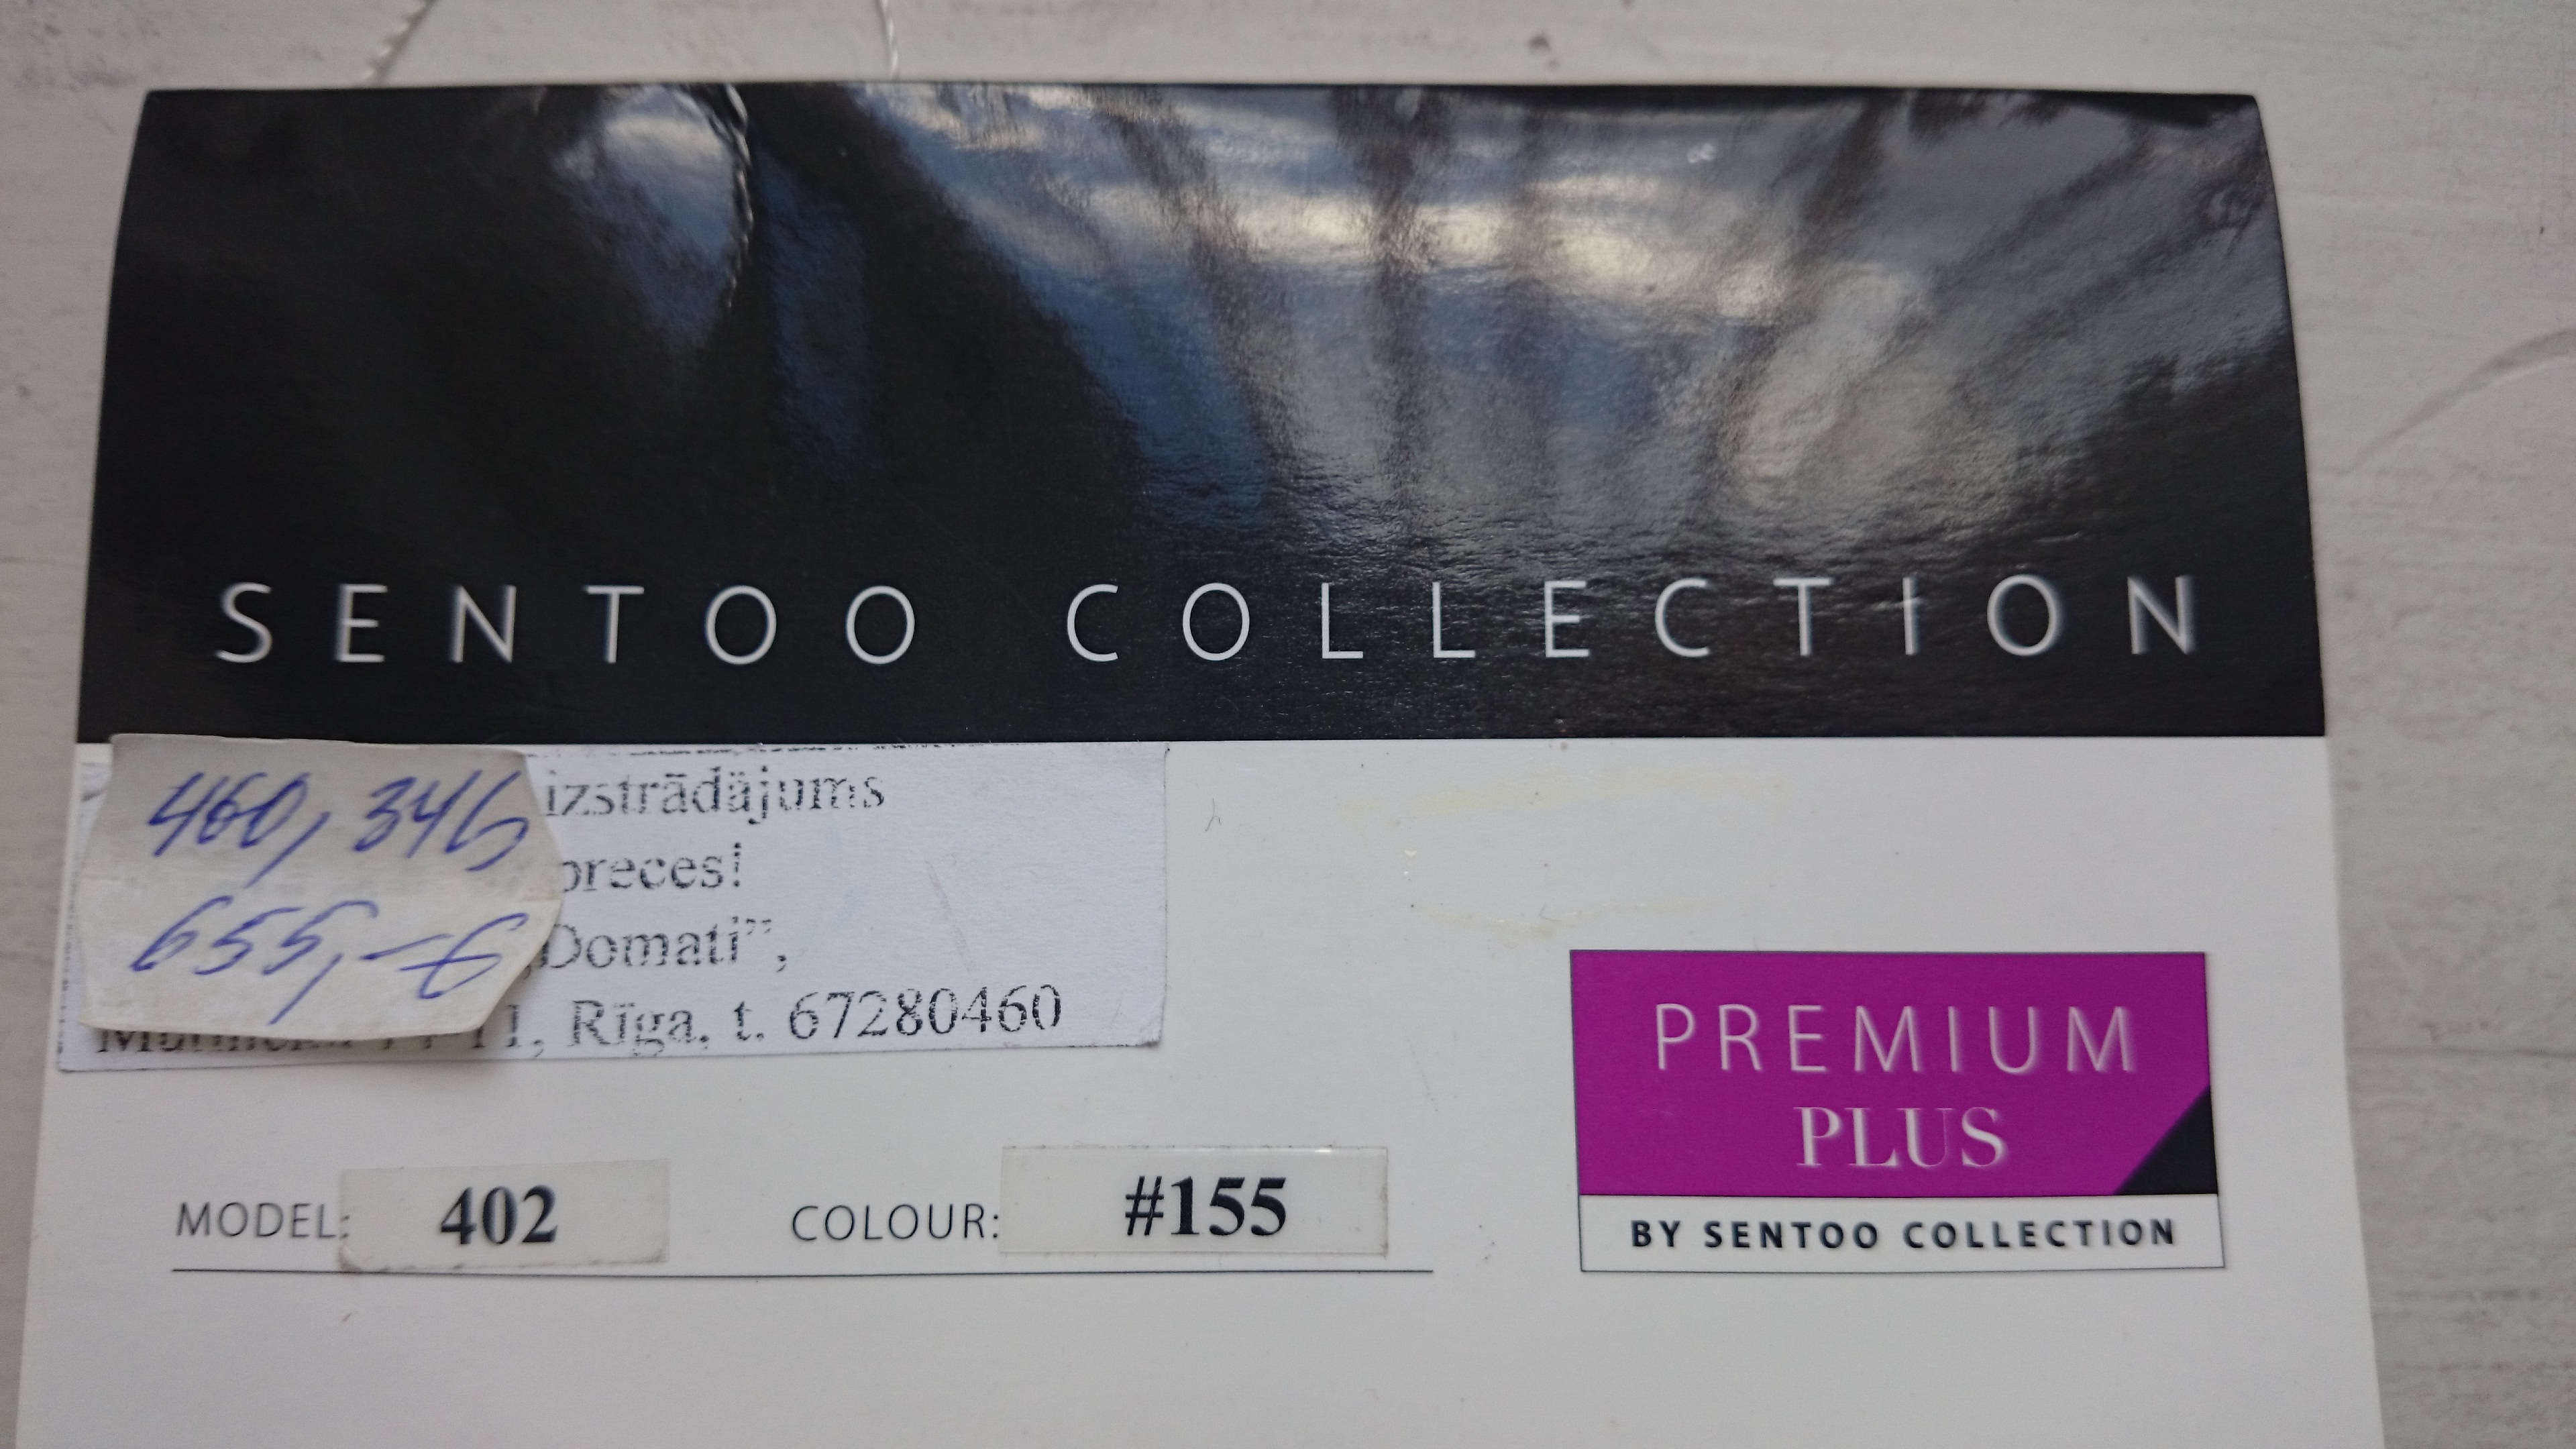 SENTOO COLLECTION
460,346
655,-€
izstrādājums
preces!
Domati”,
11, Rīga, t. 67280460
PREMIUM
PLUS
BY SENTOO COLLECTION
MODEL: 402 COLOUR: #155